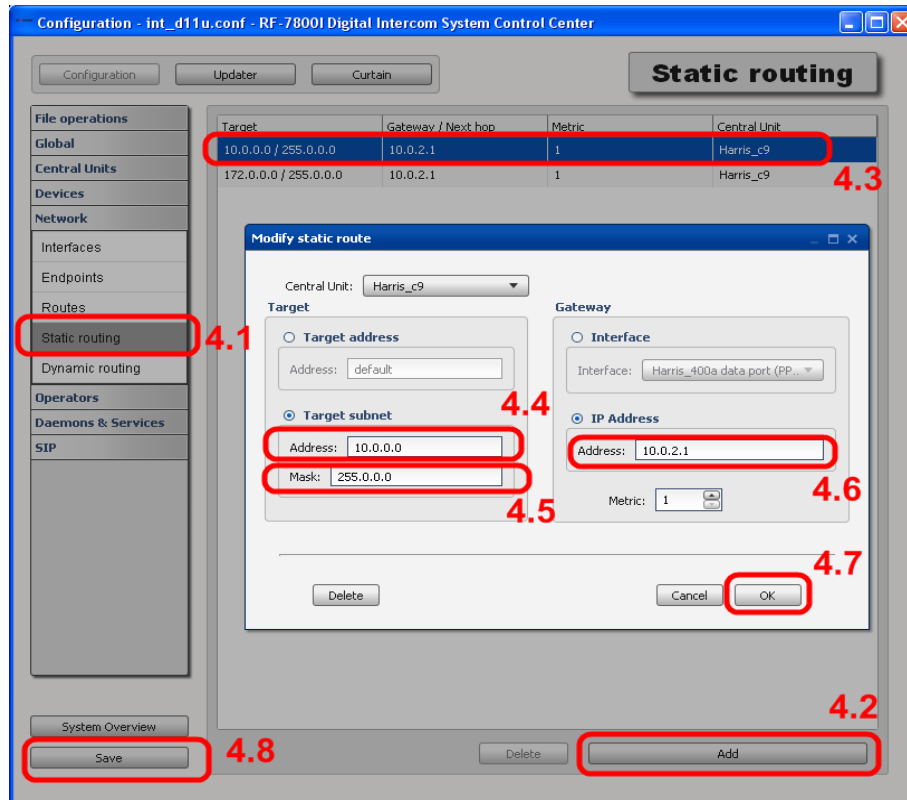 Configuration - int_d11u.conf - RF-7800I Digital Intercom System Control Center
Configuration
Updater
Curtain
Static routing
File operations
Global
Central Units
Devices
Network
Interfaces
Endpoints
Routes
Static routing
Dynamic routing
Operators
Daemons & Services
SIP
4.1
Target Gateway / Next hop Metric Central Unit
10.0.0.0 / 255.0.0.0 10.0.2.1 1 Harris_c9
4.3
172.0.0.0 / 255.0.0.0 10.0.2.1 1 Harris_c9
Modify static route
Central Unit: Harris_c9
Target
Target address
Address: default
4.4
Target subnet
Address: 10.0.0.0
Mask: 255.0.0.0
4.5
Gateway
Interface
Interface: Harris_400a data port (PP..
IP Address
Address: 10.0.2.1
4.6
Metric: 1
4.7
Delete
Cancel
OK
4.2
System Overview
Save
4.8
Delete
Add